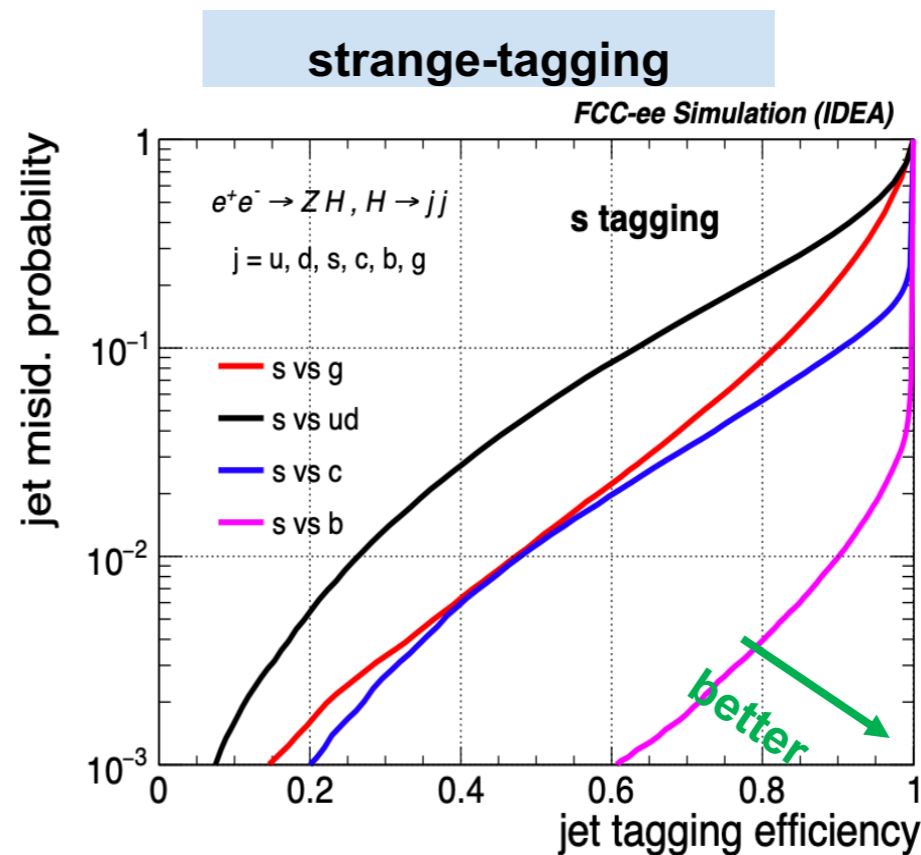 strange-tagging
FCC-ee Simulation (IDEA)
jet misid. probability
1
10⁻¹
10⁻²
10⁻³
e⁺e⁻ → Z H , H → j j
j = u, d, s, c, b, g
s tagging
s vs g
s vs ud
s vs c
s vs b
better
0 0.2 0.4 0.6 0.8 1
jet tagging efficiency